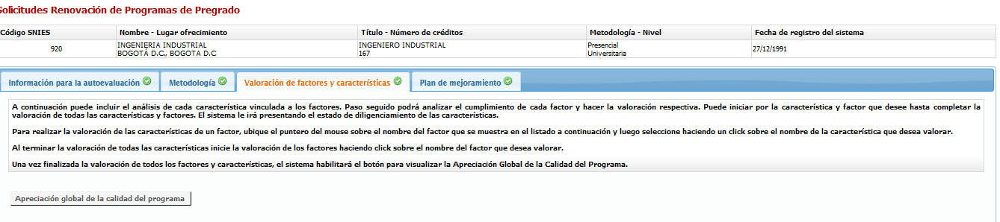 Solicitudes Renovación de Programas de Pregrado
Código SNIES Nombre - Lugar ofrecimiento Título - Número de créditos Metodología - Nivel Fecha de registro del sistema
920 INGENIERIA INDUSTRIAL INGENIERO INDUSTRIAL Presencial 27/12/1991
BOGOTÁ D.C., BOGOTA D.C 167 Universitaria
Información para la autoevaluación Metodología Valoración de factores y características Plan de mejoramiento
A continuación puede incluir el análisis de cada característica vinculada a los factores. Paso seguido podrá analizar el cumplimiento de cada factor y hacer la valoración respectiva. Puede iniciar por la característica y factor que desee hasta completar la
valoración de todas las características y factores. El sistema le irá presentando el estado de diligenciamiento de las características.
Para realizar la valoración de las características de un factor, ubique el puntero del mouse sobre el nombre del factor que se muestra en el listado a continuación y luego seleccione haciendo un click sobre el nombre de la característica que desea valorar.
Al terminar la valoración de todas las características inicie la valoración de los factores haciendo click sobre el nombre del factor que desea valorar.
Una vez finalizada la valoración de todos los factores y características, el sistema habilitará el botón para visualizar la Apreciación Global de la Calidad del Programa.
Apreciación global de la calidad del programa